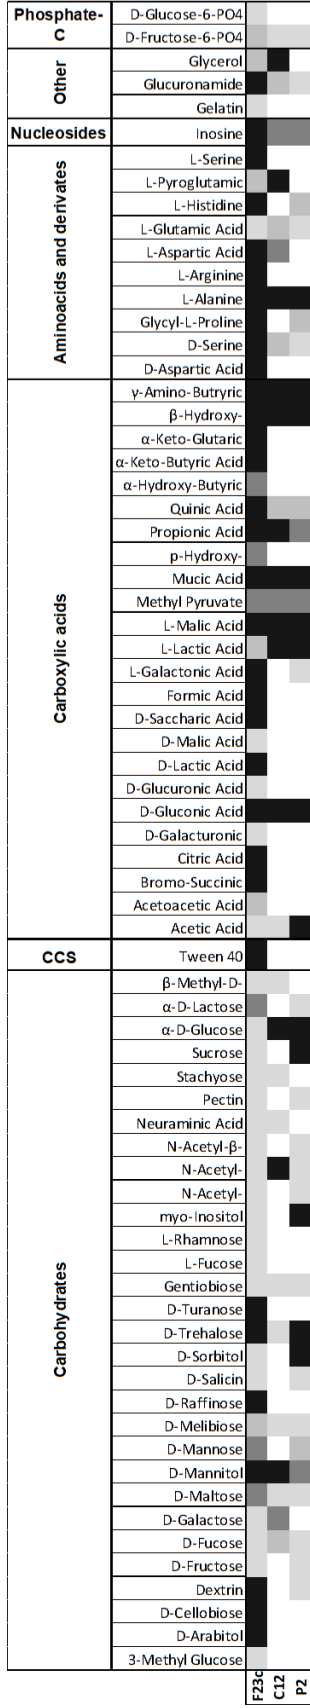 Phosphate-
C
D-Glucose-6-PO4
D-Fructose-6-PO4
Other
Glycerol
Glucuronamide
Gelatin
Nucleosides
Inosine
Aminoacids and derivates
L-Serine
L-Pyroglutamic
L-Histidine
L-Glutamic Acid
L-Aspartic Acid
L-Arginine
L-Alanine
Glycyl-L-Proline
D-Serine
D-Aspartic Acid
Carboxylic acids
γ-Amino-Butryric
β-Hydroxy-
α-Keto-Glutaric
α-Keto-Butyric Acid
α-Hydroxy-Butyric
Quinic Acid
Propionic Acid
p-Hydroxy-
Mucic Acid
Methyl Pyruvate
L-Malic Acid
L-Lactic Acid
L-Galactonic Acid
Formic Acid
D-Saccharic Acid
D-Malic Acid
D-Lactic Acid
D-Glucuronic Acid
D-Gluconic Acid
D-Galacturonic
Citric Acid
Bromo-Succinic
Acetoacetic Acid
Acetic Acid
CCS
Tween 40
Carbohydrates
β-Methyl-D-
α-D-Lactose
α-D-Glucose
Sucrose
Stachyose
Pectin
Neuraminic Acid
N-Acetyl-β-
N-Acetyl-
N-Acetyl-
myo-Inositol
L-Rhamnose
L-Fucose
Gentiobiose
D-Turanose
D-Trehalose
D-Sorbitol
D-Salicin
D-Raffinose
D-Melibiose
D-Mannose
D-Mannitol
D-Maltose
D-Galactose
D-Fucose
D-Fructose
Dextrin
D-Cellobiose
D-Arabitol
3-Methyl Glucose
F23c
C12
P2